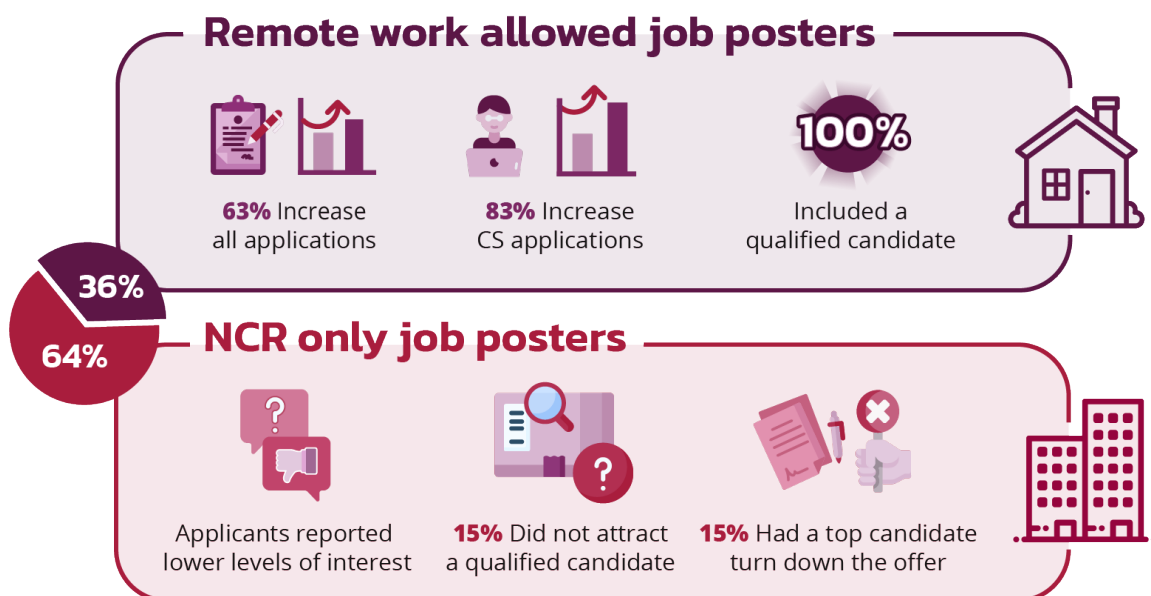 Remote work allowed job posters
100%
63% Increase
all applications
83% Increase
CS applications
Included a
qualified candidate
36%
64%
NCR only job posters
?
?
Applicants reported
lower levels of interest
15% Did not attract
a qualified candidate
15% Had a top candidate
turn down the offer